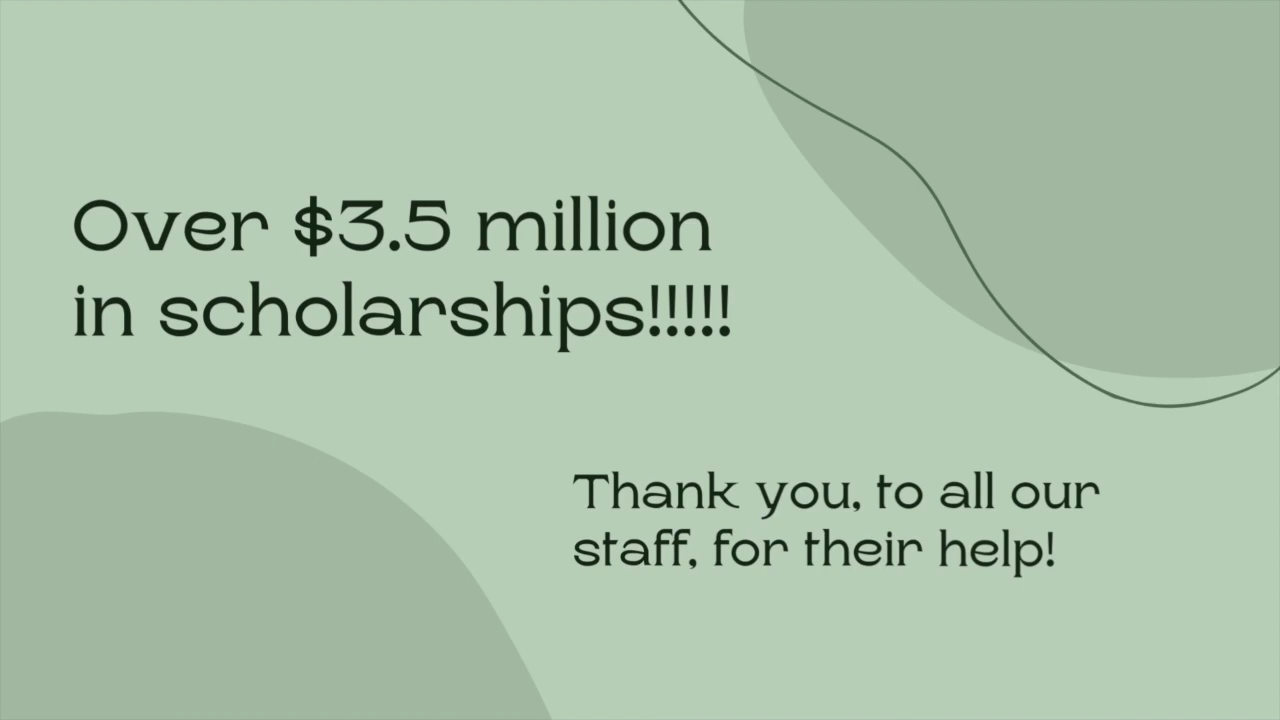 Over $3.5 million
in scholarships!!!!!
Thank you, to all our
staff, for their help!